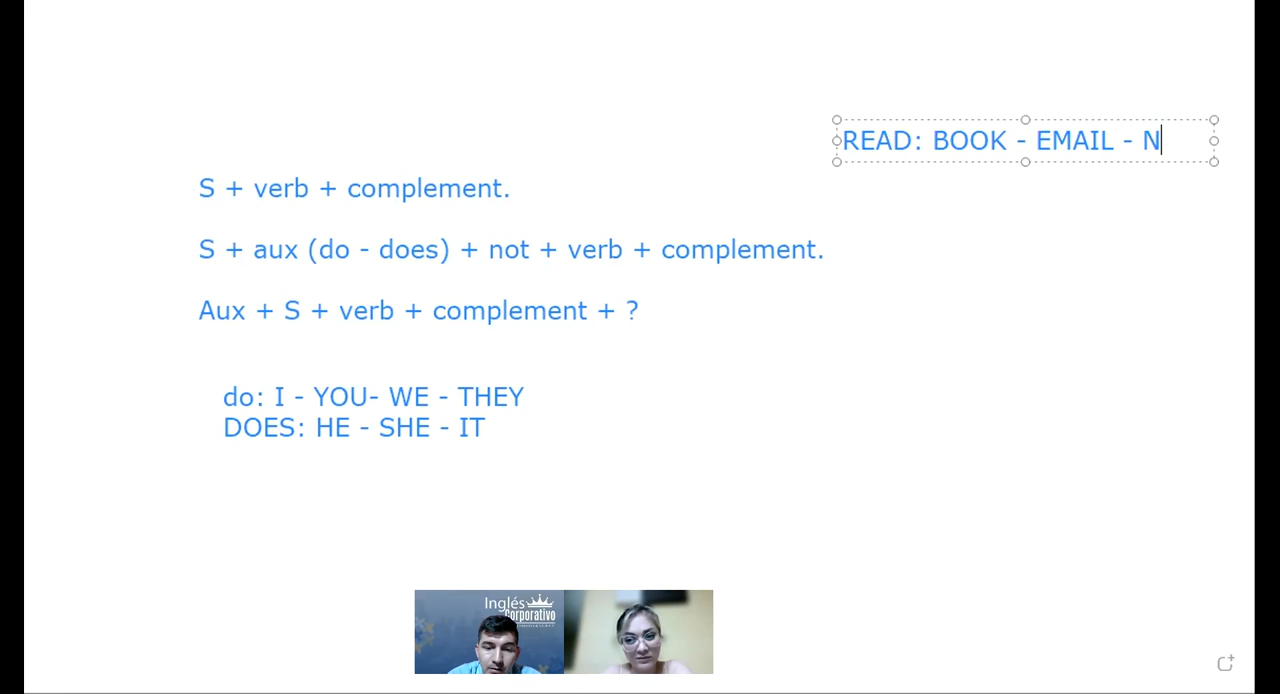 READ: BOOK - EMAIL - N
S + verb + complement.
S + aux (do - does) + not + verb + complement.
Aux + S + verb + complement + ?
do: I - YOU- WE - THEY
DOES: HE - SHE - IT
Inglés
Corporativo